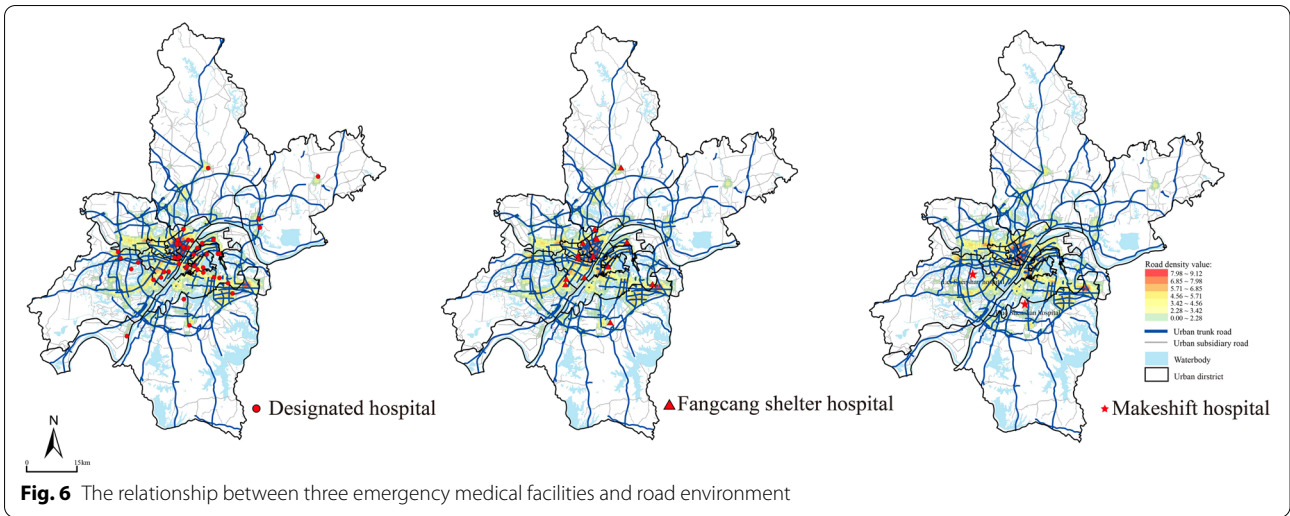 Road density value:
7.98 ~ 9.12
6.85 ~ 7.98
5.71 ~ 6.85
4.56 ~ 5.71
3.42 ~ 4.56
2.28 ~ 3.42
0.00 ~ 2.28
Urban trunk road
Urban subsidiary road
Waterbody
Urban dirstrict
Designated hospital
Fangcang shelter hospital
Makeshift hospital
N
0 15km
Fig. 6 The relationship between three emergency medical facilities and road environment